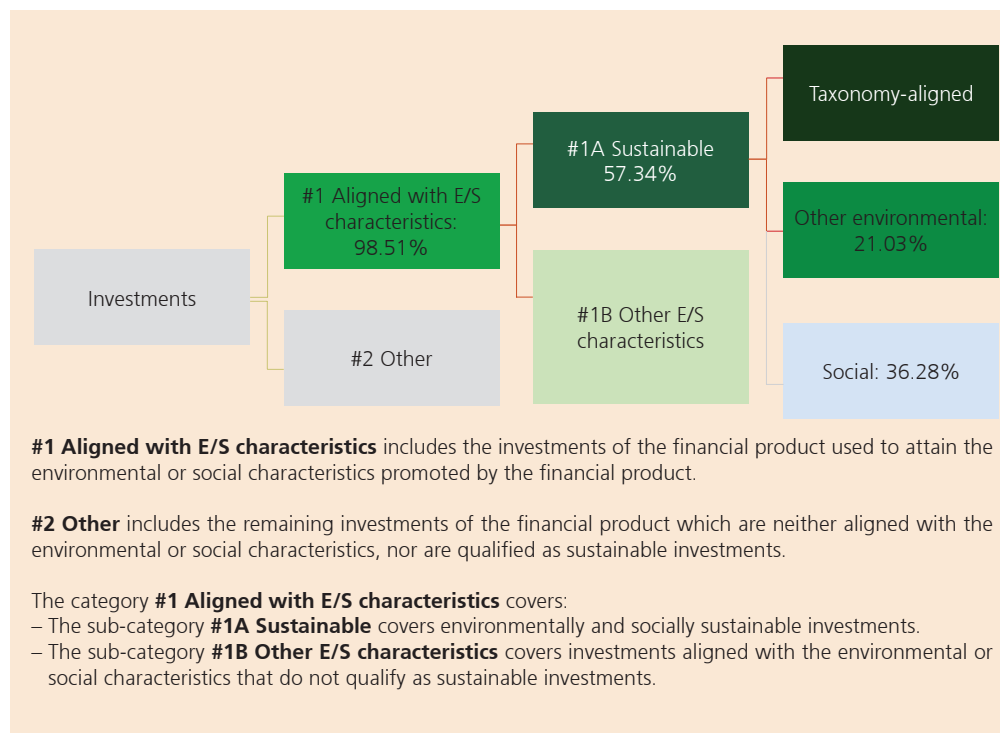 Taxonomy-aligned
#1A Sustainable
57.34%
#1 Aligned with E/S
characteristics:
98.51%
Other environmental:
21.03%
Investments
#1B Other E/S
characteristics
#2 Other
Social: 36.28%
#1 Aligned with E/S characteristics includes the investments of the financial product used to attain the
environmental or social characteristics promoted by the financial product.
#2 Other includes the remaining investments of the financial product which are neither aligned with the
environmental or social characteristics, nor are qualified as sustainable investments.
The category #1 Aligned with E/S characteristics covers:
– The sub-category #1A Sustainable covers environmentally and socially sustainable investments.
– The sub-category #1B Other E/S characteristics covers investments aligned with the environmental or
social characteristics that do not qualify as sustainable investments.